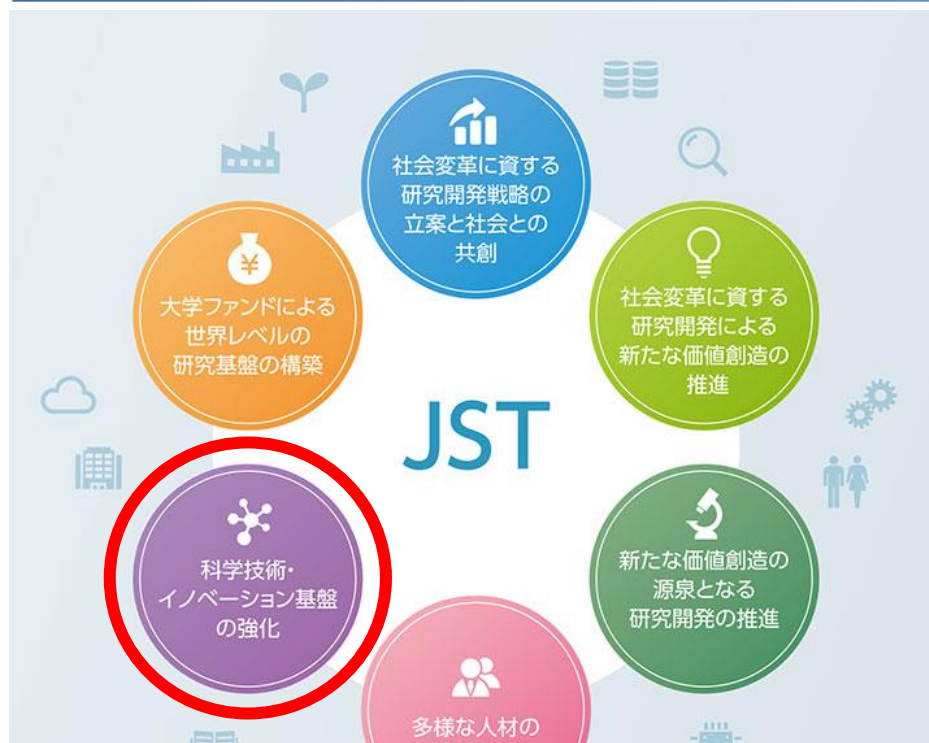 社会変革に資する
研究開発戦略の
立案と社会との
共創
¥
大学ファンドによる
世界レベルの
研究基盤の構築
社会変革に資する
研究開発による
新たな価値創造の
推進
JST
科学技術・
イノベーション基盤
の強化
新たな価値創造の
源泉となる
研究開発の推進
多様な人材の